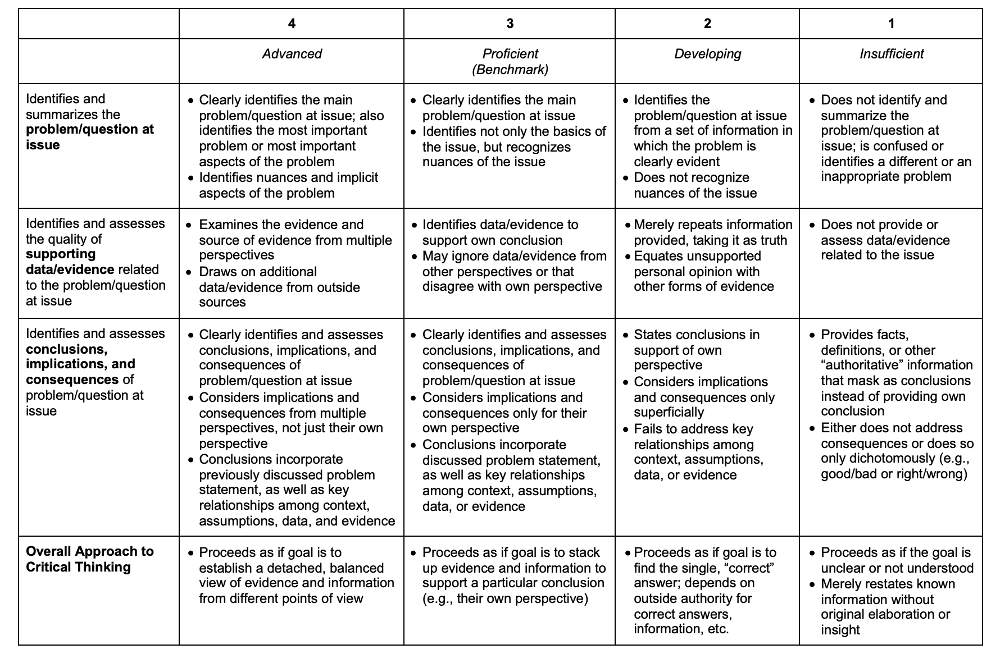 4
3
2
1
Advanced
Proficient
(Benchmark)
Developing
Insufficient
Identifies and
summarizes the
problem/question at
issue
• Clearly identifies the main
problem/question at issue; also
identifies the most important
problem or most important
aspects of the problem
• Identifies nuances and implicit
aspects of the problem
• Clearly identifies the main
problem/question at issue
• Identifies not only the basics of
the issue, but recognizes
nuances of the issue
• Identifies the
problem/question at issue
from a set of information in
which the problem is
clearly evident
• Does not recognize
nuances of the issue
• Does not identify and
summarize the
problem/question at
issue; is confused or
identifies a different or an
inappropriate problem
Identifies and assesses
the quality of
supporting
data/evidence related
to the problem/question
at issue
• Examines the evidence and
source of evidence from multiple
perspectives
• Draws on additional
data/evidence from outside
sources
• Identifies data/evidence to
support own conclusion
• May ignore data/evidence from
other perspectives or that
disagree with own perspective
• Merely repeats information
provided, taking it as truth
• Equates unsupported
personal opinion with
other forms of evidence
• Does not provide or
assess data/evidence
related to the issue
Identifies and assesses
conclusions,
implications, and
consequences of
problem/question at
issue
• Clearly identifies and assesses
conclusions, implications, and
consequences of
problem/question at issue
• Considers implications and
consequences from multiple
perspectives, not just their own
perspective
• Conclusions incorporate
previously discussed problem
statement, as well as key
relationships among context,
assumptions, data, and evidence
• Clearly identifies and assesses
conclusions, implications, and
consequences of
problem/question at issue
• Considers implications and
consequences only for their
own perspective
• Conclusions incorporate
discussed problem statement,
as well as key relationships
among context, assumptions,
data, or evidence
• States conclusions in
support of own
perspective
• Considers implications
and consequences only
superficially
• Fails to address key
relationships among
context, assumptions,
data, or evidence
• Provides facts,
definitions, or other
“authoritative” information
that mask as conclusions
instead of providing own
conclusion
• Either does not address
consequences or does so
only dichotomously (e.g.,
good/bad or right/wrong)
Overall Approach to
Critical Thinking
• Proceeds as if goal is to
establish a detached, balanced
view of evidence and information
from different points of view
• Proceeds as if goal is to stack
up evidence and information to
support a particular conclusion
(e.g., their own perspective)
• Proceeds as if goal is to
find the single, “correct”
answer; depends on
outside authority for
correct answers,
information, etc.
• Proceeds as if the goal is
unclear or not understood
• Merely restates known
information without
original elaboration or
insight